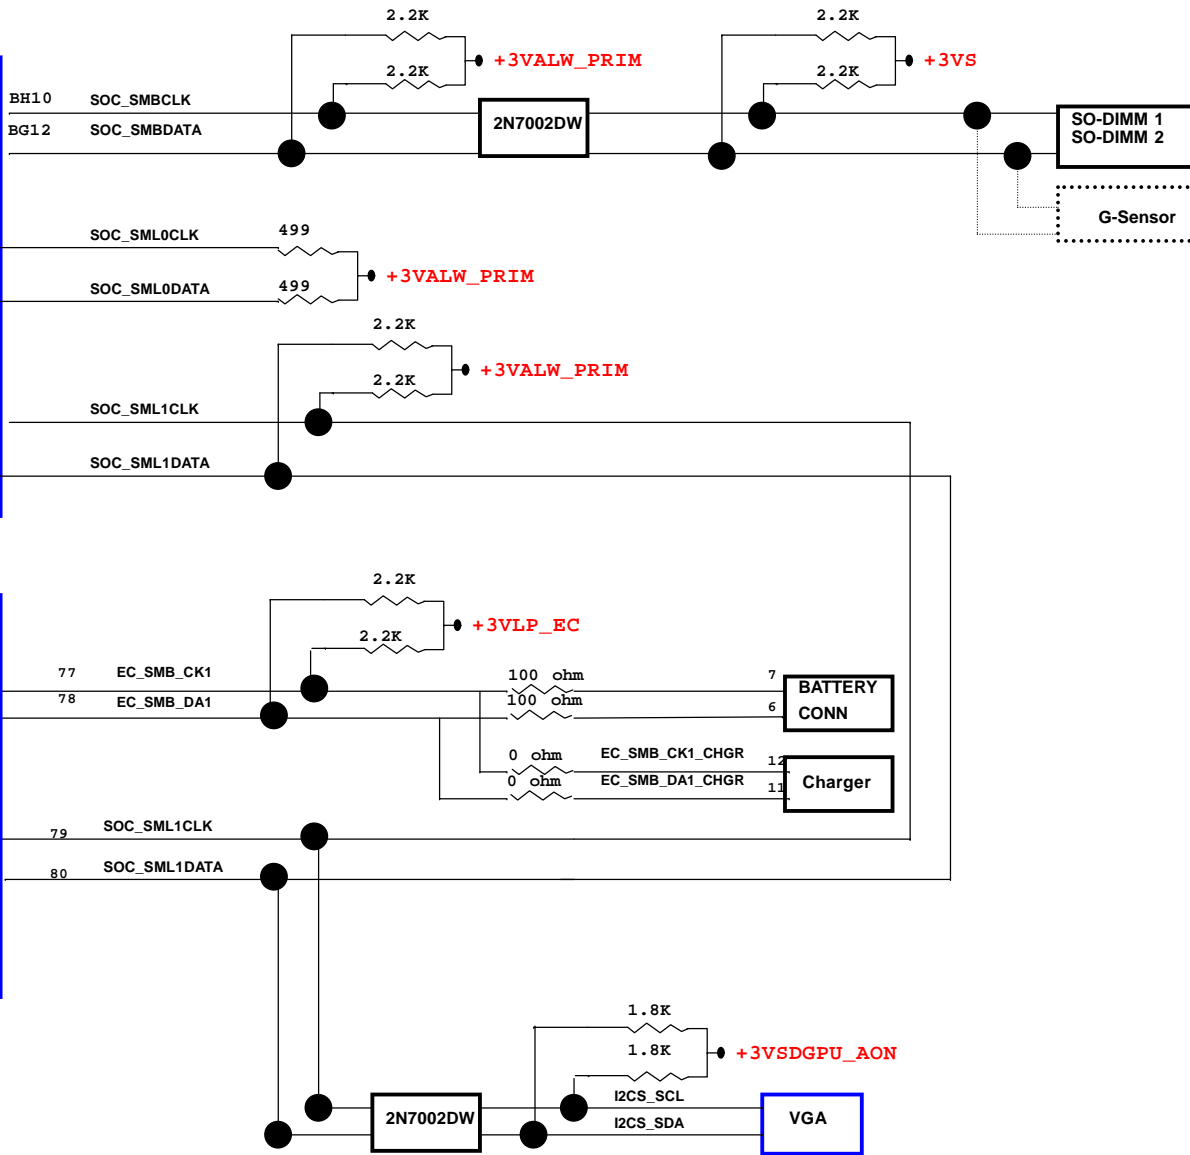 2.2K
2.2K
+3VALW_PRIM
+3VS
2.2K
2.2K
BH10 SOC_SMBCLK
BG12 SOC_SMBDATA
2N7002DW
SO-DIMM 1
SO-DIMM 2
G-Sensor
SOC_SML0CLK 499
+3VALW_PRIM
SOC_SML0DATA 499
2.2K
+3VALW_PRIM
2.2K
SOC_SML1CLK
SOC_SML1DATA
2.2K
+3VLP_EC
2.2K
77 EC_SMB_CK1
100 ohm 7
78 EC_SMB_DA1
100 ohm 6
BATTERY
CONN
0 ohm EC_SMB_CK1_CHGR 12
0 ohm EC_SMB_DA1_CHGR 11
Charger
79 SOC_SML1CLK
80 SOC_SML1DATA
1.8K
1.8K
+3VSDGPU_AON
2N7002DW
I2CS_SCL
I2CS_SDA
VGA